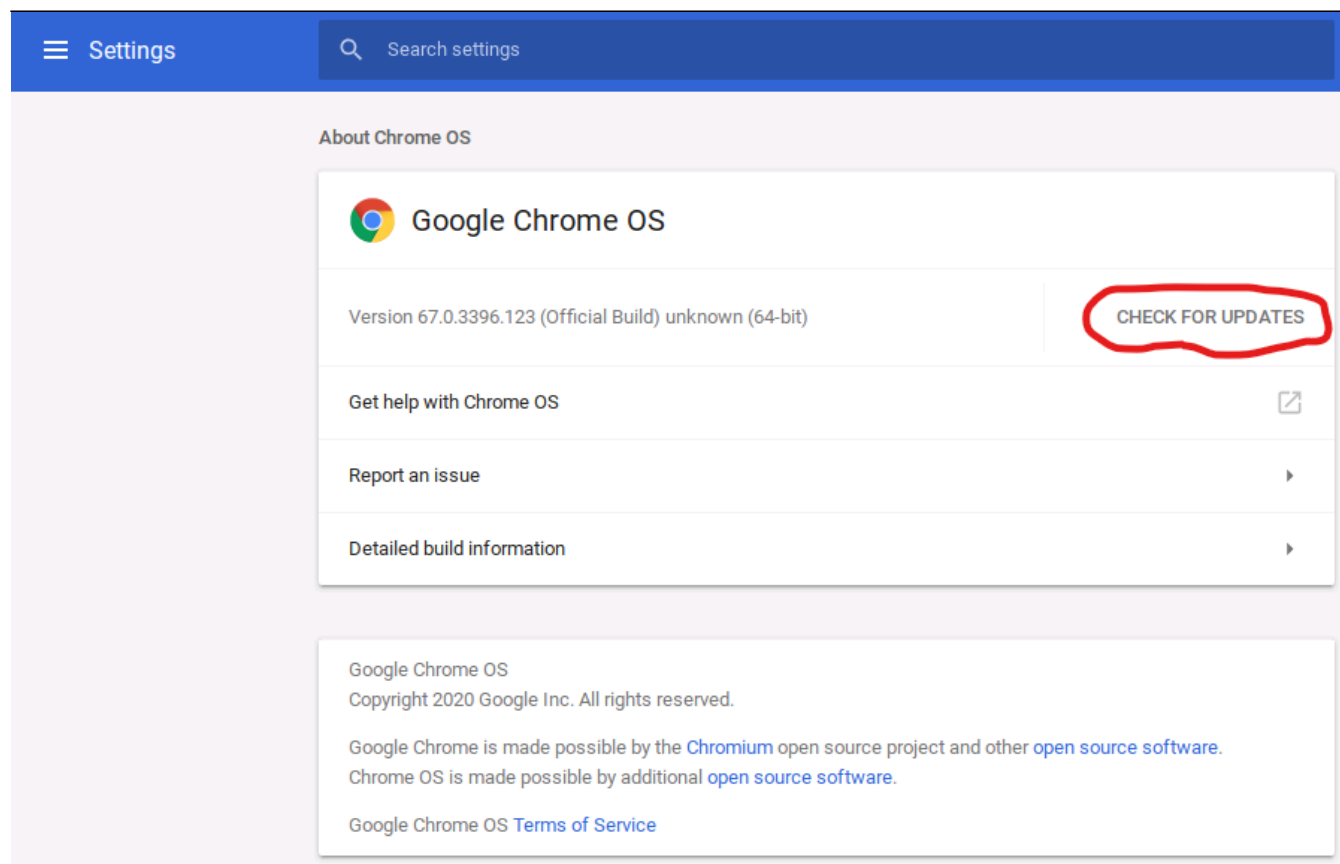 Settings
Search settings
About Chrome OS
Google Chrome OS
Version 67.0.3396.123 (Official Build) unknown (64-bit)
CHECK FOR UPDATES
Get help with Chrome OS
Report an issue
Detailed build information
Google Chrome OS
Copyright 2020 Google Inc. All rights reserved.
Google Chrome is made possible by the Chromium open source project and other open source software.
Chrome OS is made possible by additional open source software.
Google Chrome OS Terms of Service